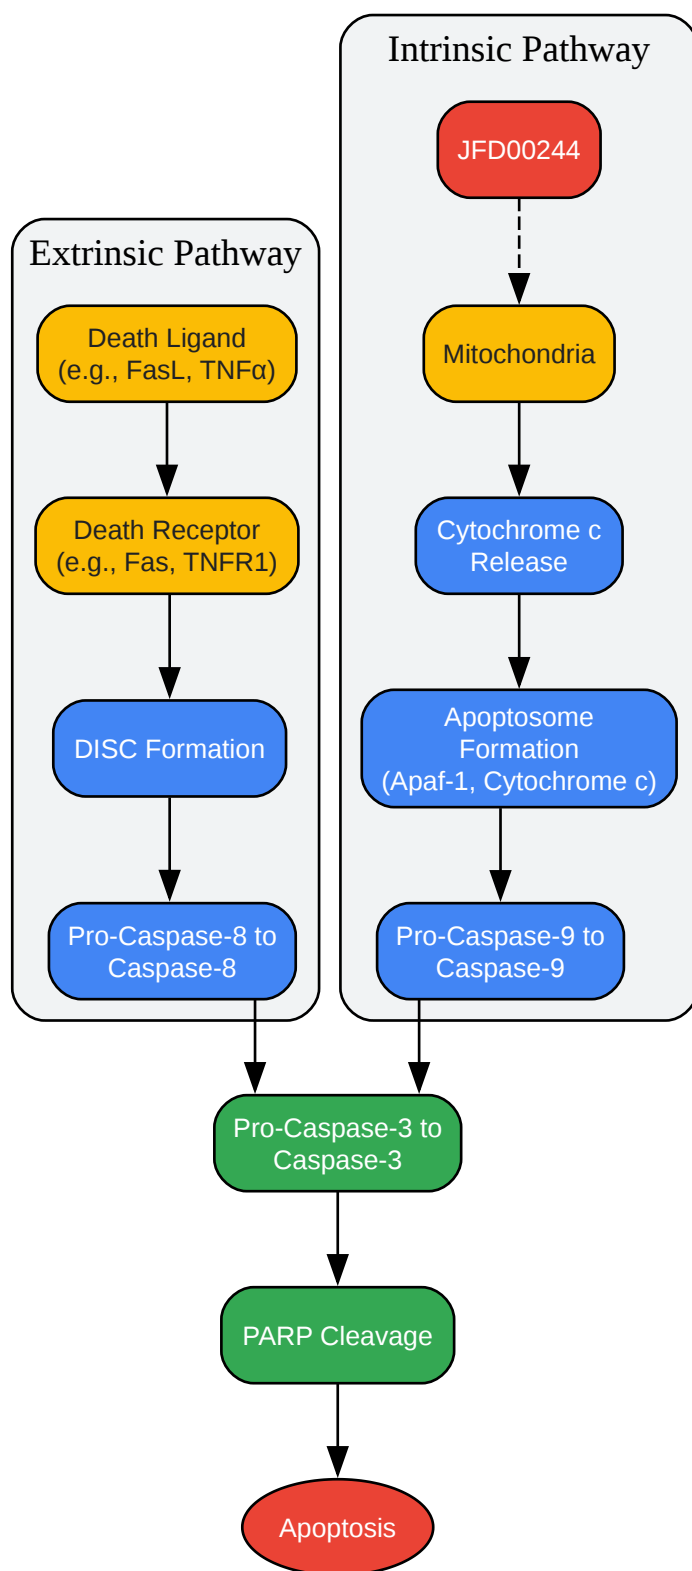 Extrinsic Pathway
Death Ligand
(e.g., FasL, TNFα)
Death Receptor
(e.g., Fas, TNFR1)
DISC Formation
Pro-Caspase-8 to
Caspase-8
Intrinsic Pathway
JFD00244
Mitochondria
Cytochrome c
Release
Apoptosome
Formation
(Apaf-1, Cytochrome c)
Pro-Caspase-9 to
Caspase-9
Pro-Caspase-3 to
Caspase-3
PARP Cleavage
Apoptosis